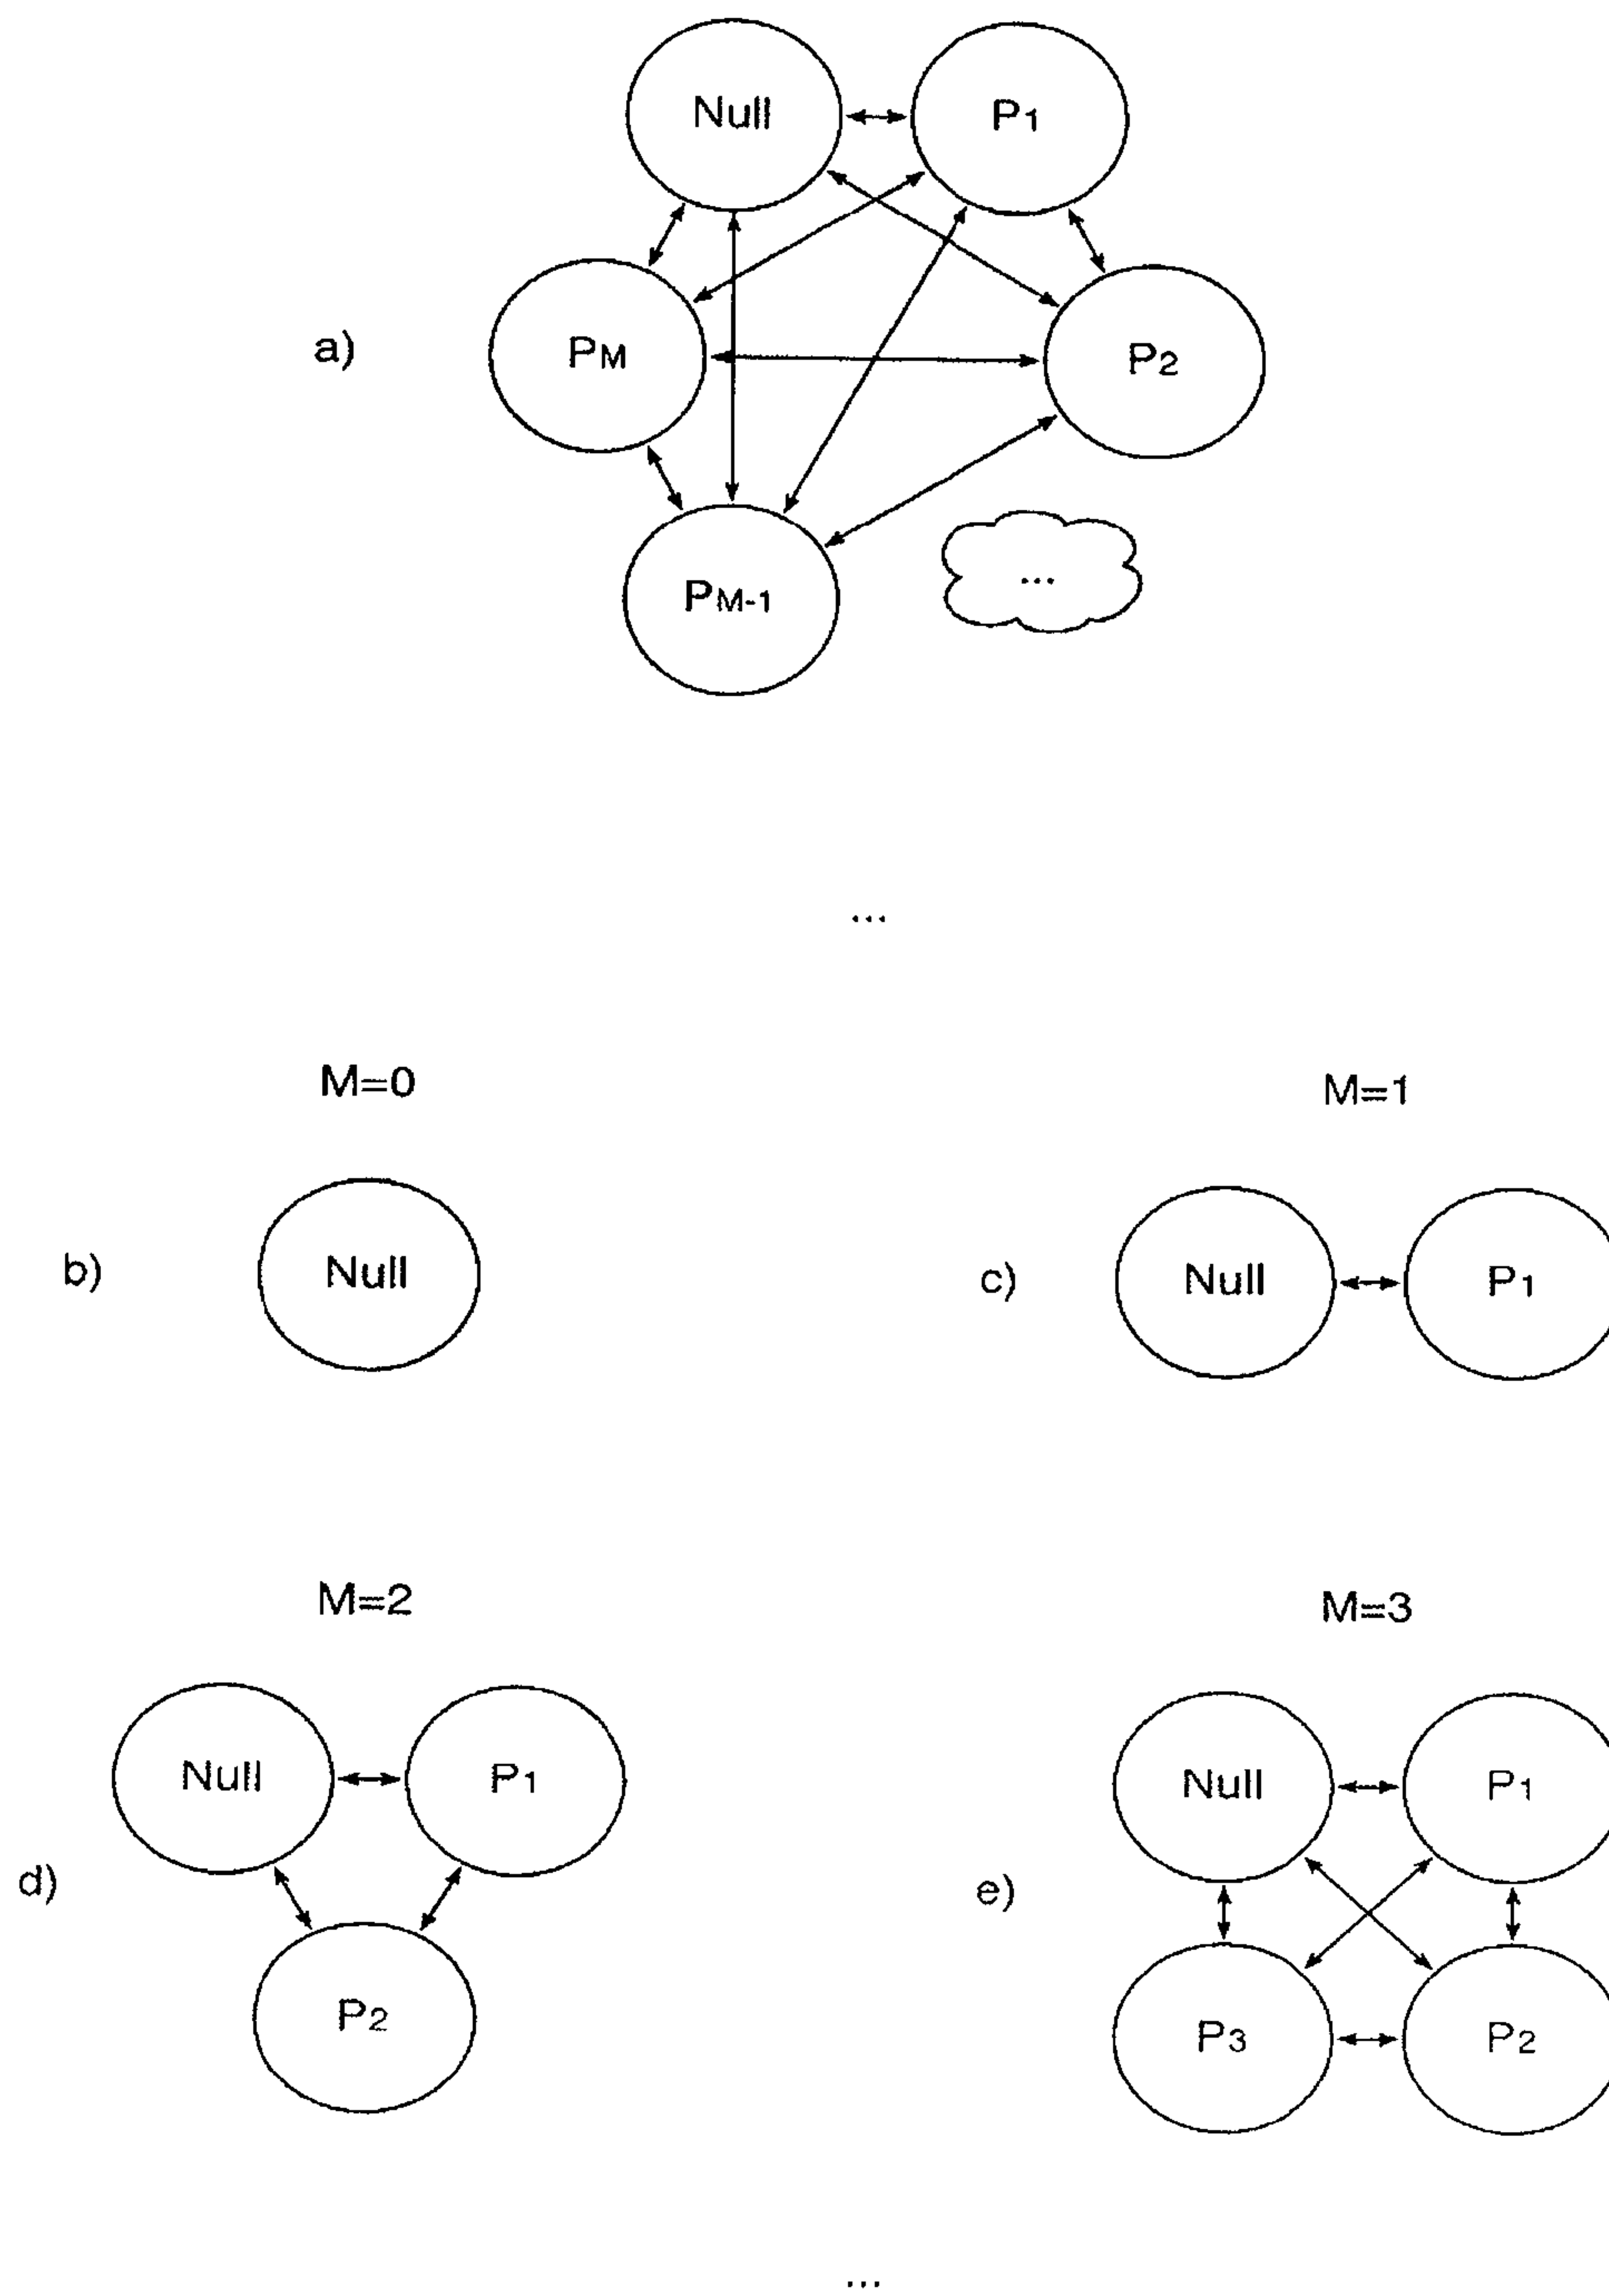 Null P1
a) PM P2
PM-1 ...
...
M=0 M=1
b) Null c) Null P1
M=2 M=3
Null P1 Null P1
d) e)
P2 P3 P2
...